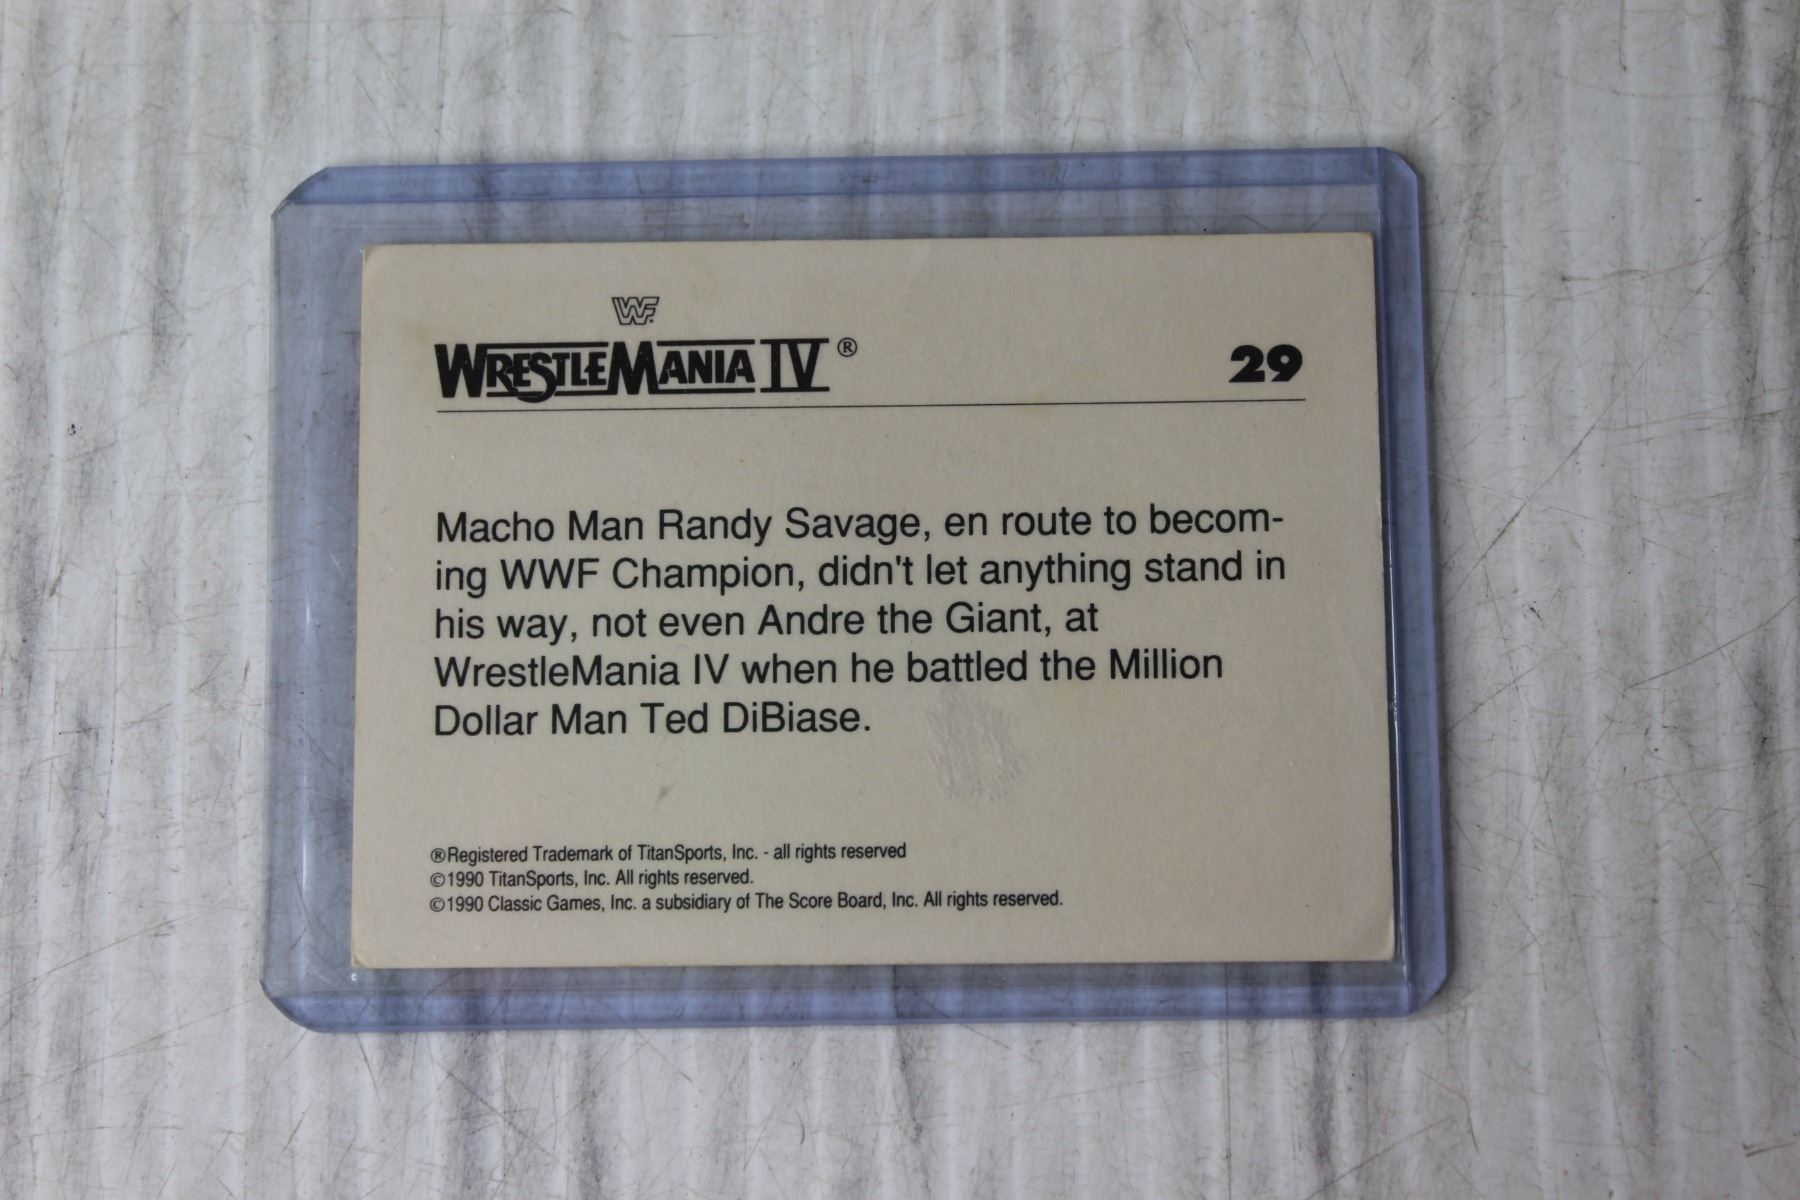 WF
WRESTLEMANIA IV ®
29
Macho Man Randy Savage, en route to becom-
ing WWF Champion, didn't let anything stand in
his way, not even Andre the Giant, at
WrestleMania IV when he battled the Million
Dollar Man Ted DiBiase.
®Registered Trademark of TitanSports, Inc. - all rights reserved
©1990 TitanSports, Inc. All rights reserved.
©1990 Classic Games, Inc. a subsidiary of The Score Board, Inc. All rights reserved.